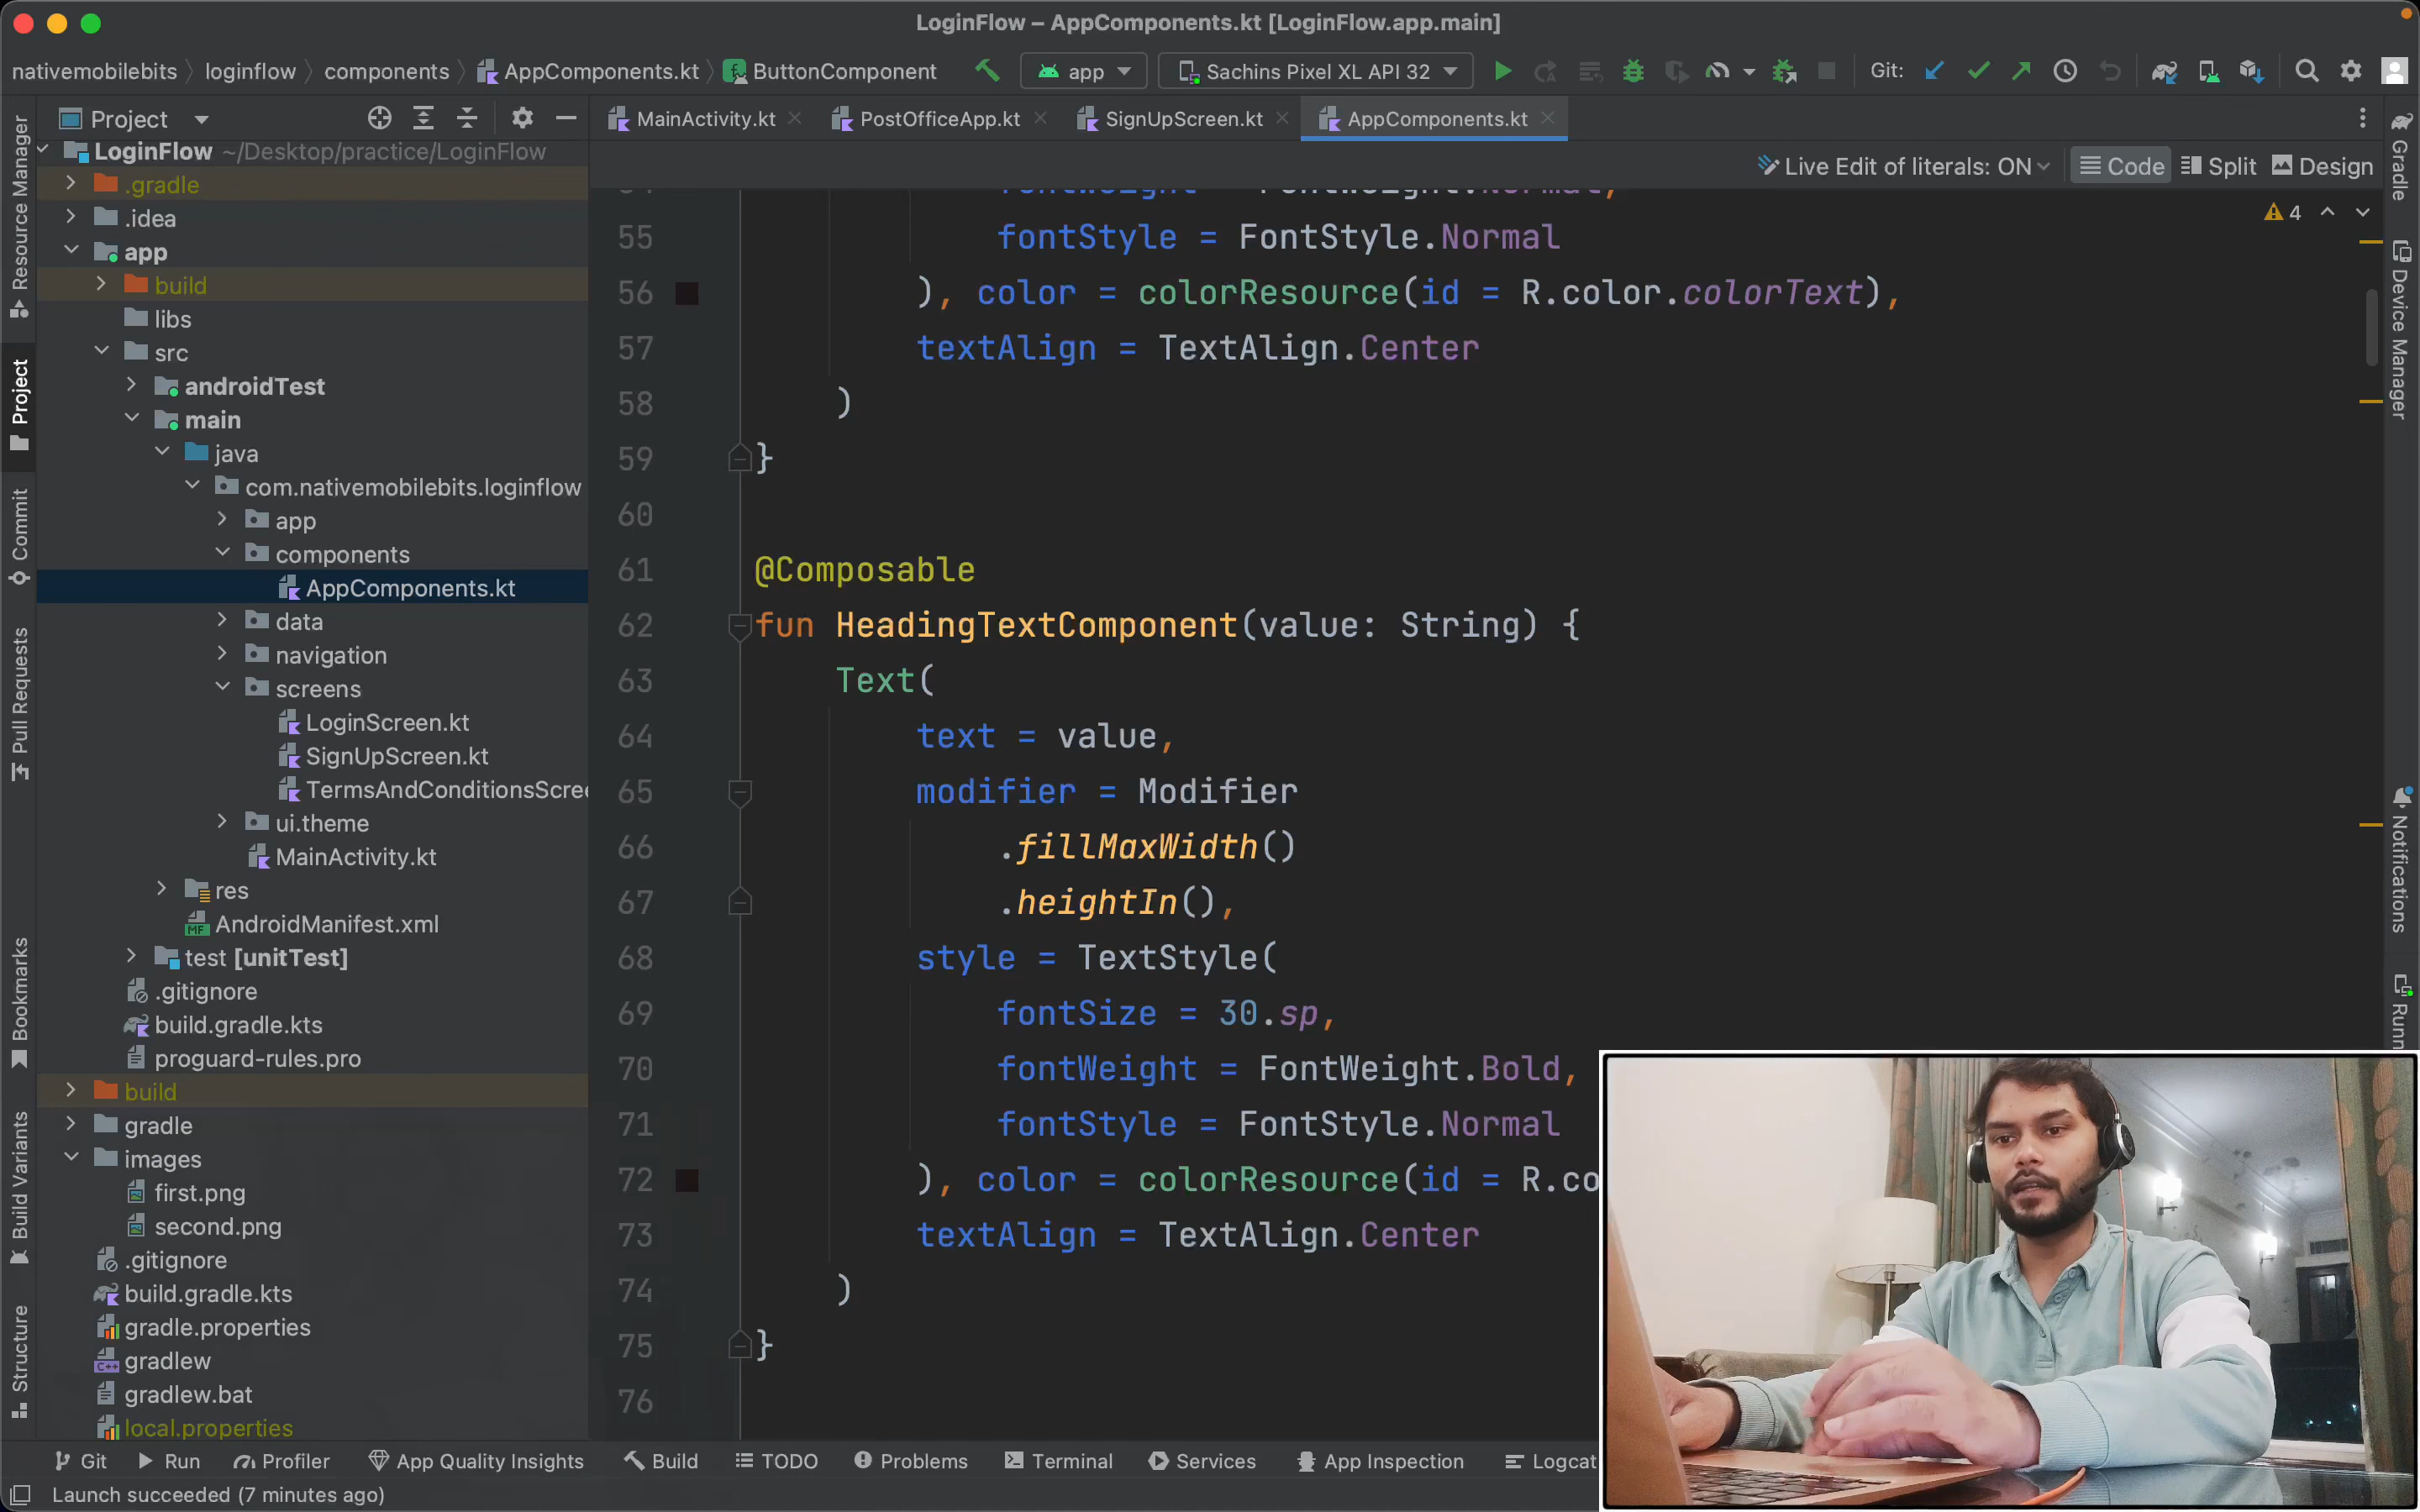 LoginFlow – AppComponents.kt [LoginFlow.app.main]
nativemobilebits loginflow components AppComponents.kt ButtonComponent
app
Sachins Pixel XL API 32
Git:
Project
MainActivity.kt
PostOfficeApp.kt
SignUpScreen.kt
AppComponents.kt
Live Edit of literals: ON
Code
Split
Design
4
Resource Manager
Project
Commit
Pull Requests
Bookmarks
Build Variants
Structure
LoginFlow ~/Desktop/practice/LoginFlow
.gradle
.idea
app
build
libs
src
androidTest
main
java
com.nativemobilebits.loginflow
app
components
AppComponents.kt
data
navigation
screens
LoginScreen.kt
SignUpScreen.kt
TermsAndConditionsScre
ui.theme
MainActivity.kt
res
AndroidManifest.xml
test [unitTest]
.gitignore
build.gradle.kts
proguard-rules.pro
build
gradle
images
first.png
second.png
.gitignore
build.gradle.kts
gradle.properties
gradlew
gradlew.bat
local.properties
55 fontStyle = FontStyle.Normal
56 ), color = colorResource(id = R.color.colorText),
57 textAlign = TextAlign.Center
58 )
59 }
60
61 @Composable
62 fun HeadingTextComponent(value: String) {
63 Text(
64 text = value,
65 modifier = Modifier
66 .fillMaxWidth()
67 .heightIn(),
68 style = TextStyle(
69 fontSize = 30.sp,
70 fontWeight = FontWeight.Bold,
71 fontStyle = FontStyle.Normal
72 ), color = colorResource(id = R.co
73 textAlign = TextAlign.Center
74 )
75 }
76
Gradle
Device Manager
Notifications
Runn
Git
Run
Profiler
App Quality Insights
Build
TODO
Problems
Terminal
Services
App Inspection
Logcat
Launch succeeded (7 minutes ago)